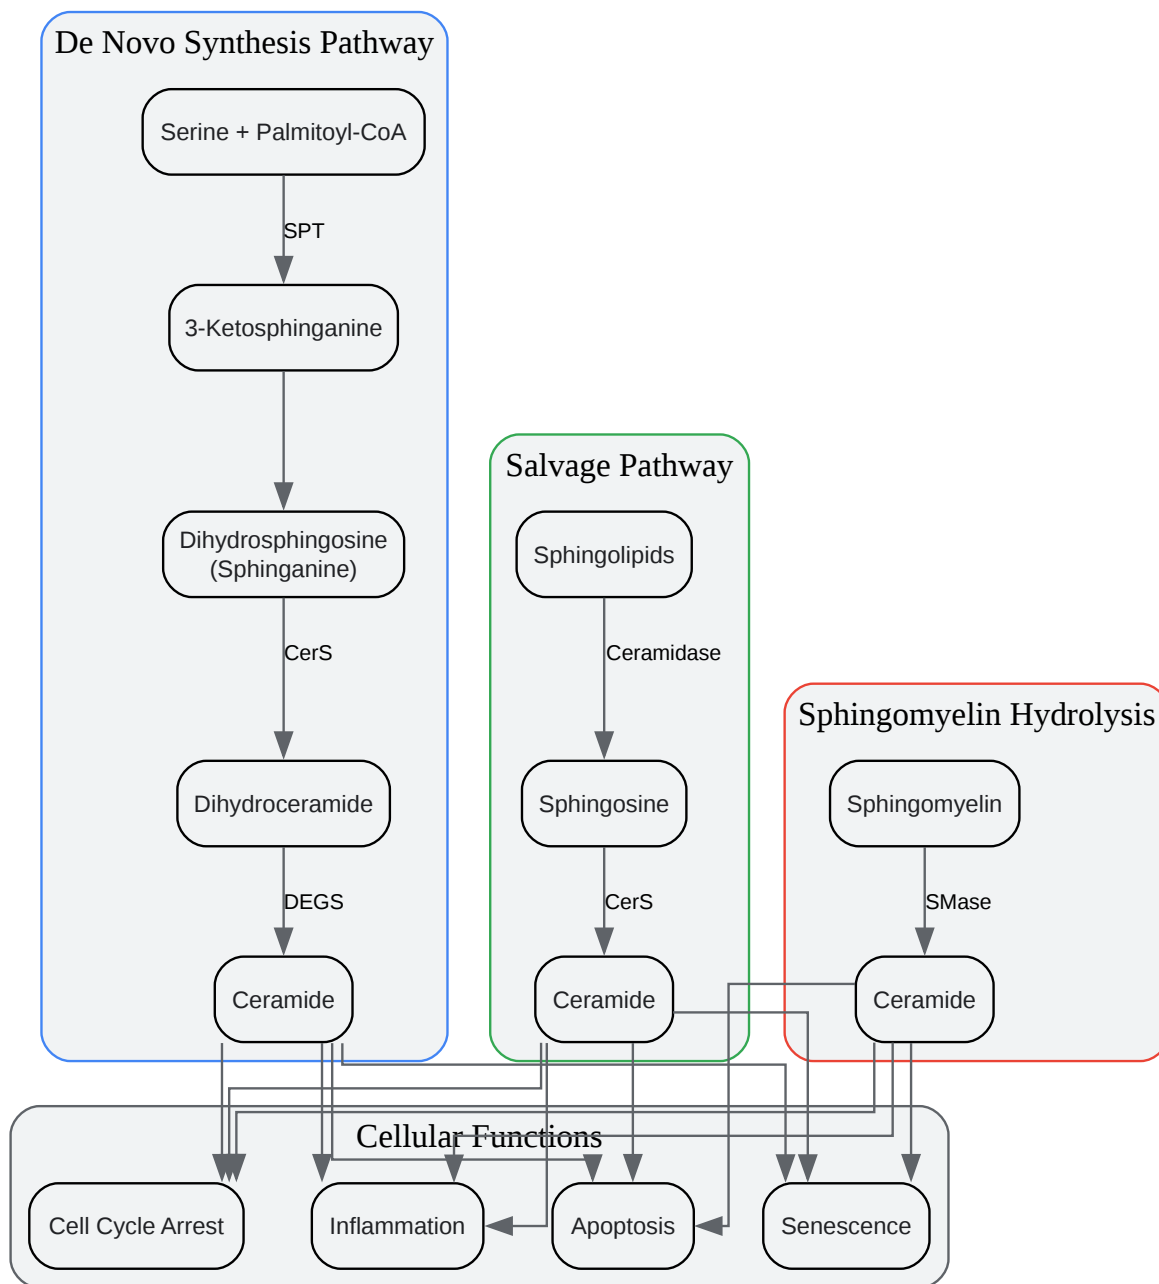 De Novo Synthesis Pathway
Serine + Palmitoyl-CoA
SPT
3-Ketosphinganine
Dihydrosphingosine
(Sphinganine)
CerS
Dihydroceramide
DEGS
Ceramide
Salvage Pathway
Sphingolipids
Ceramidase
Sphingosine
CerS
Ceramide
Sphingomyelin Hydrolysis
Sphingomyelin
SMase
Ceramide
Cellular Functions
Cell Cycle Arrest
Inflammation
Apoptosis
Senescence